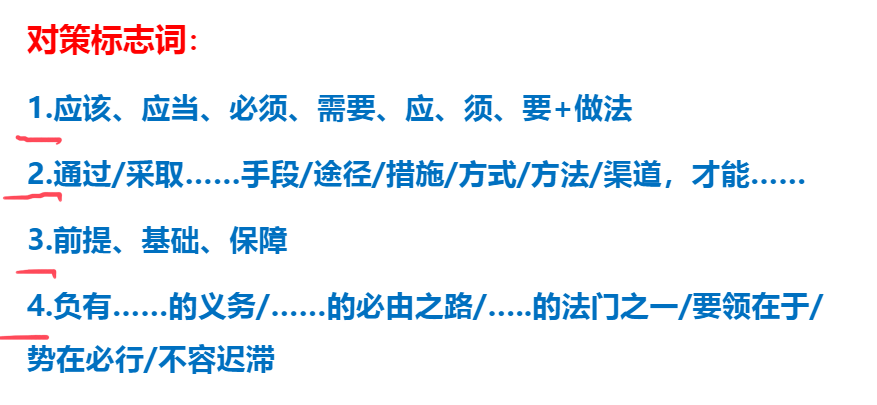 对策标志词：
1.应该、应当、必须、需要、应、须、要+做法
2.通过/采取……手段/途径/措施/方式/方法/渠道，才能……
3.前提、基础、保障
4.负有……的义务/……的必由之路/…..的法门之一/要领在于/
势在必行/不容迟滞